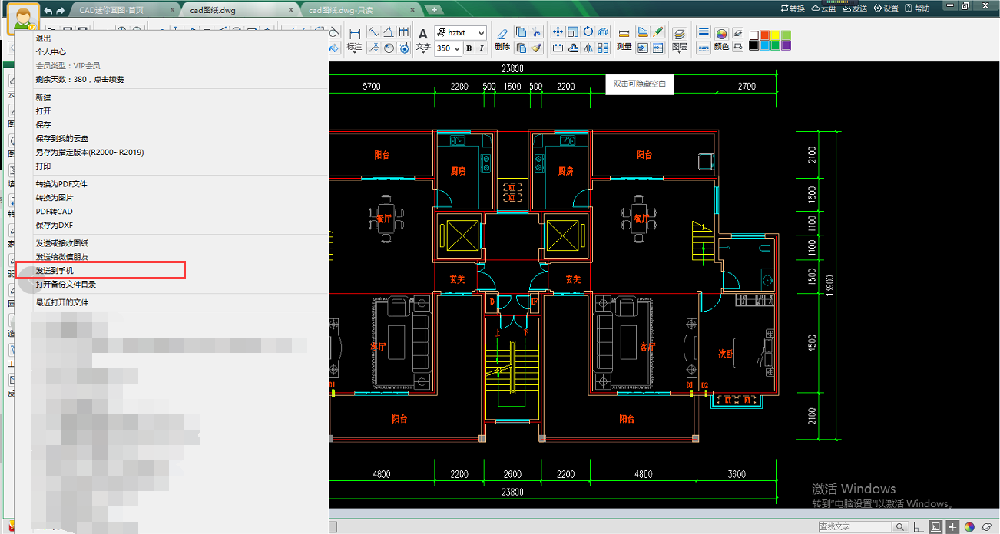 CAD迷你画图-首页
cad图纸.dwg
cad图纸.dwg-只读
转换
云盘
发送
设置
帮助
标注
文字
hztxt
350
B
I
删除
测量
图层
颜色
退出
个人中心
会员类型：VIP会员
剩余天数：380，点击续费
新建
打开
保存
保存到我的云盘
另存为指定版本(R2000~R2019)
打印
转换为PDF文件
转换为图片
PDF转CAD
保存为DXF
发送或接收图纸
发送给微信朋友
发送到手机
打开备份文件目录
最近打开的文件
双击可隐藏空白
23800
5700
2200
500
1600
500
2200
2700
阳台
厨房
厨房
阳台
餐厅
餐厅
玄关
玄关
客厅
上
下
客厅
次卧
D1
D1
阳台
阳台
2100
1500
1100
1100
1500
13900
4500
2100
4800
2200
2600
2200
4800
3600
23800
激活 Windows
转到"电脑设置"以激活 Windows。
查找文字